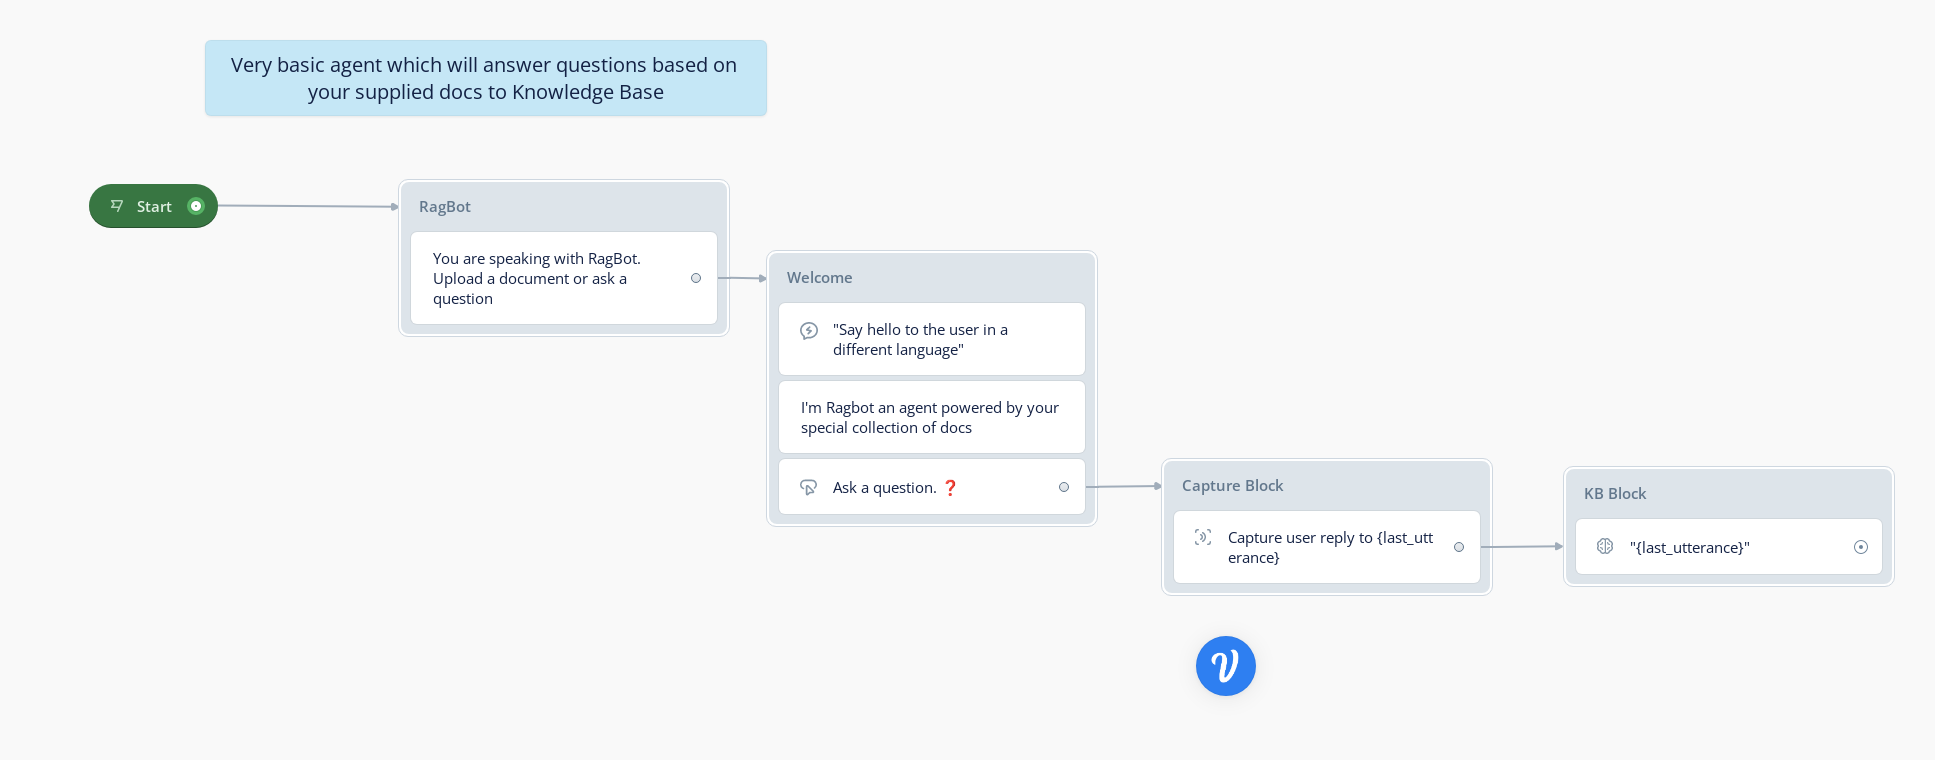 Very basic agent which will answer questions based on
your supplied docs to Knowledge Base
Start
RagBot
You are speaking with RagBot.
Upload a document or ask a
question
Welcome
"Say hello to the user in a
different language"
I'm Ragbot an agent powered by your
special collection of docs
Ask a question. ❓
Capture Block
Capture user reply to {last_utt
erance}
KB Block
"{last_utterance}"
V